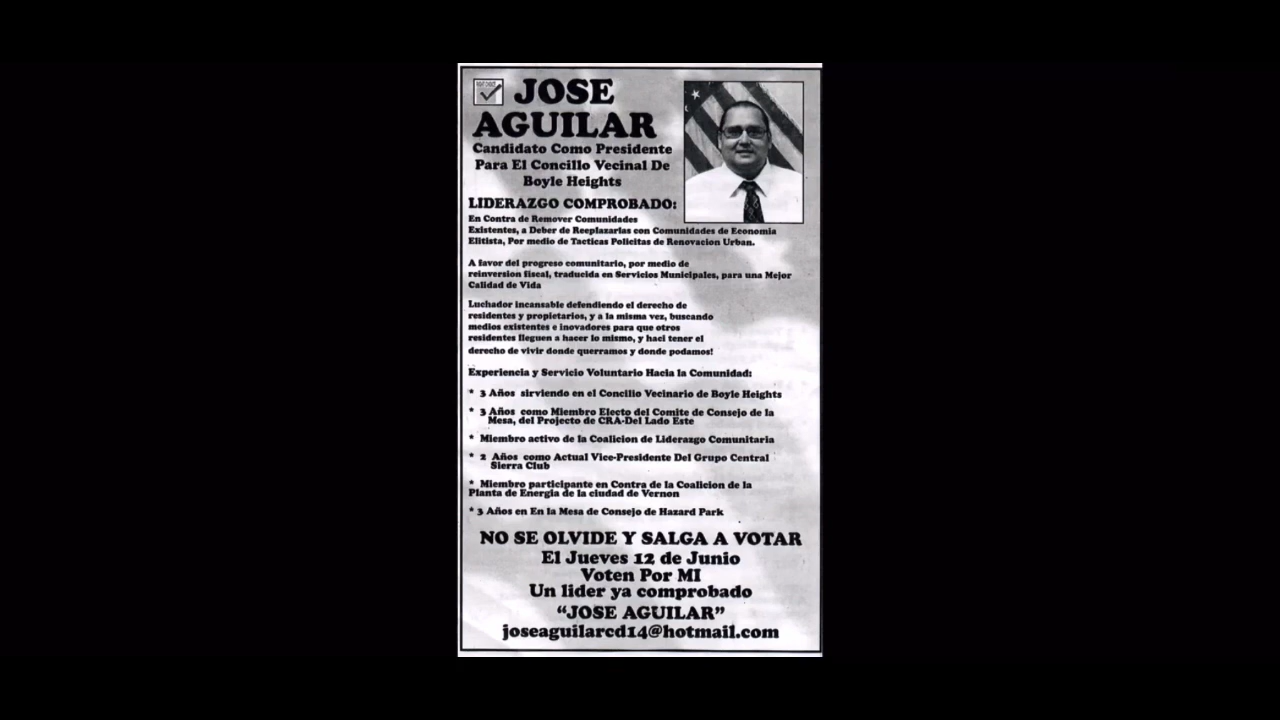 JOSE
AGUILAR
Candidato Como Presidente
Para El Concillo Vecinal De
Boyle Heights
LIDERAZGO COMPROBADO:
En Contra de Remover Comunidades
Existentes, a Deber de Reeplazarlas con Comunidades de Economia
Elitista, Por medio de Tacticas Policitas de Renovacion Urban.
A favor del progreso comunitario, por medio de
reinversion fiscal, traducida en Servicios Municipales, para una Mejor
Calidad de Vida
Luchador incansable defendiendo el derecho de
residentes y propietarios, y a la misma vez, buscando
medios existentes e inovadores para que otros
residentes lleguen a hacer lo mismo, y haci tener el
derecho de vivir donde querramos y donde podamos!
Experiencia y Servicio Voluntario Hacia la Comunidad:
* 3 Años sirviendo en el Concilio Vecinario de Boyle Heights
* 3 Años como Miembro Electo del Comite de Consejo de la
Mesa, del Projecto de CRA-Del Lado Este
* Miembro activo de la Coalicion de Liderazgo Comunitaria
* 2 Años como Actual Vice-Presidente Del Grupo Central
Sierra Club
* Miembro participante en Contra de la Coalicion de la
Planta de Energia de la ciudad de Vernon
* 3 Años en En la Mesa de Consejo de Hazard Park
NO SE OLVIDE Y SALGA A VOTAR
El Jueves 12 de Junio
Voten Por MI
Un lider ya comprobado
“JOSE AGUILAR”
joseaguilarcd14@hotmail.com